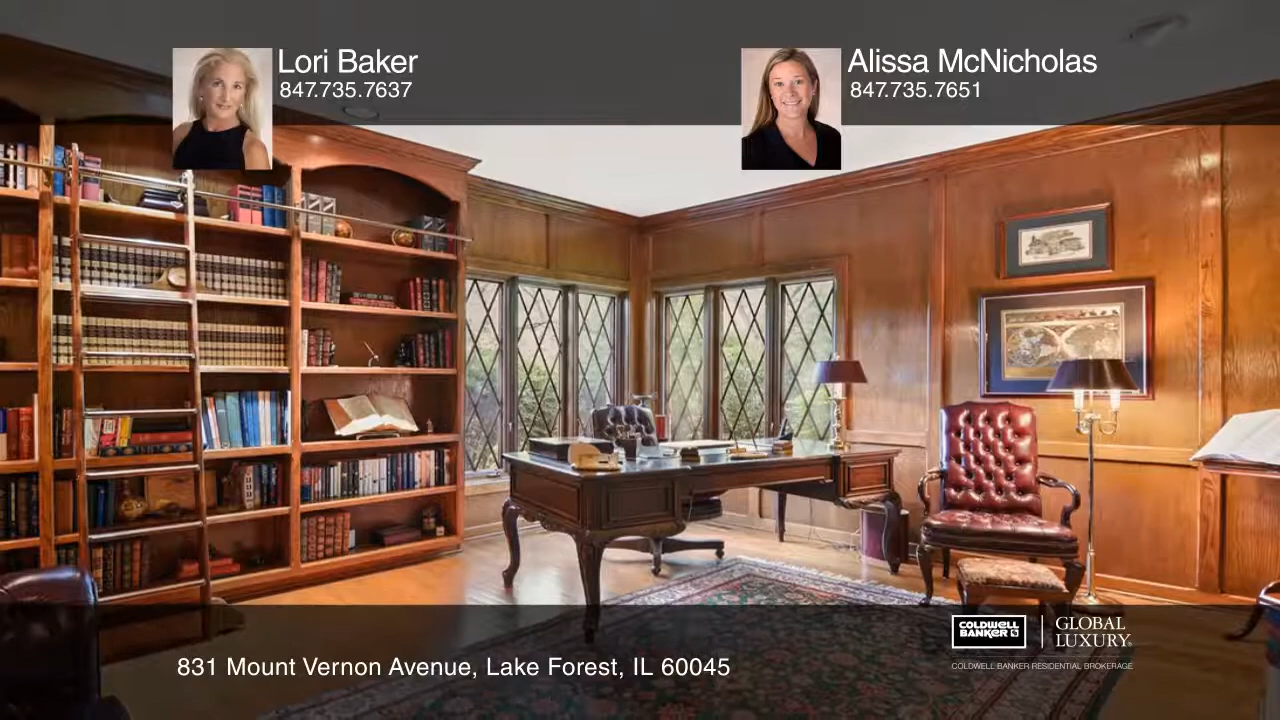 Lori Baker
847.735.7637
Alissa McNicholas
847.735.7651
831 Mount Vernon Avenue, Lake Forest, IL 60045
COLDWELL
BANKER
GLOBAL
LUXURY®
COLDWELL BANKER RESIDENTIAL BROKERAGE